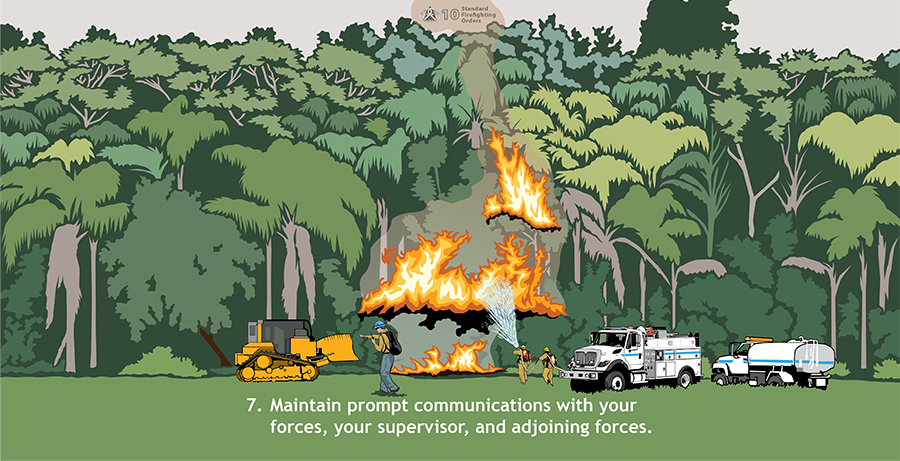 10 Standard
Firefighting
Orders
7. Maintain prompt communications with your
forces, your supervisor, and adjoining forces.